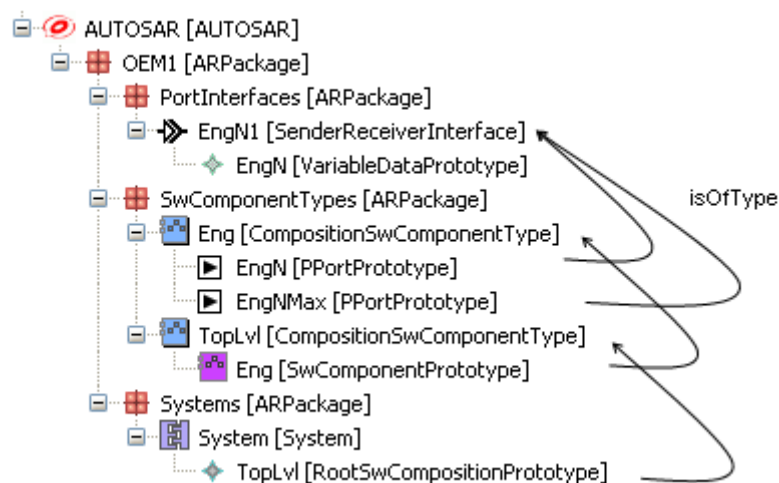 AUTOSAR [AUTOSAR]
OEM1 [ARPackage]
PortInterfaces [ARPackage]
EngN1 [SenderReceiverInterface]
EngN [VariableDataPrototype]
SwComponentTypes [ARPackage]
isOfType
Eng [CompositionSwComponentType]
EngN [PPortPrototype]
EngNMax [PPortPrototype]
TopLvl [CompositionSwComponentType]
Eng [SwComponentPrototype]
Systems [ARPackage]
System [System]
TopLvl [RootSwCompositionPrototype]